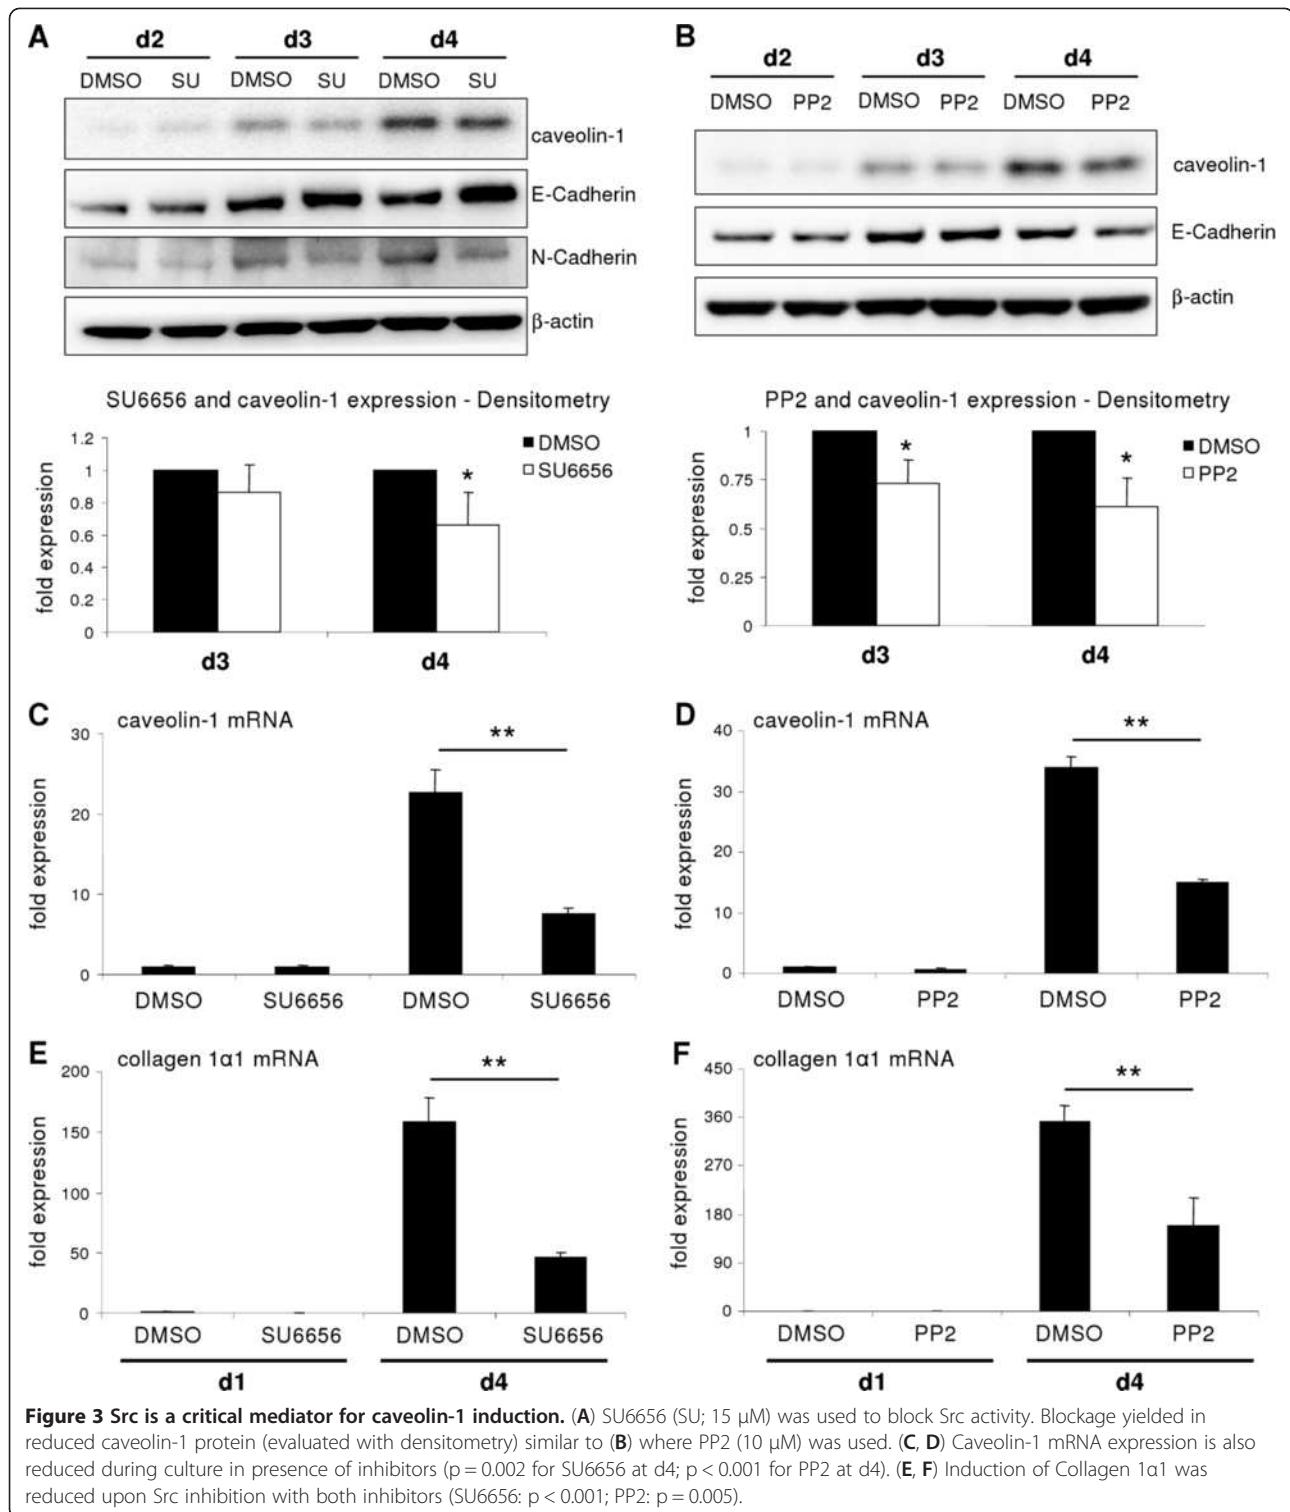 A
d2 d3 d4
DMSO SU DMSO SU DMSO SU
caveolin-1
E-Cadherin
N-Cadherin
β-actin
SU6656 and caveolin-1 expression - Densitometry
fold expression
1.2
1
0.8
0.6
0.4
0.2
0
*
DMSO
SU6656
d3 d4
B
d2 d3 d4
DMSO PP2 DMSO PP2 DMSO PP2
caveolin-1
E-Cadherin
β-actin
PP2 and caveolin-1 expression - Densitometry
fold expression
1
0.75
0.5
0.25
0
* *
DMSO
PP2
d3 d4
C caveolin-1 mRNA
fold expression
30
20
10
0
**
DMSO SU6656 DMSO SU6656
D caveolin-1 mRNA
fold expression
40
30
20
10
0
**
DMSO PP2 DMSO PP2
E collagen 1α1 mRNA
fold expression
200
150
100
50
0
**
DMSO SU6656 DMSO SU6656
d1 d4
F collagen 1α1 mRNA
fold expression
450
360
270
180
90
0
**
DMSO PP2 DMSO PP2
d1 d4
Figure 3 Src is a critical mediator for caveolin-1 induction. (A) SU6656 (SU; 15 μM) was used to block Src activity. Blockage yielded in
reduced caveolin-1 protein (evaluated with densitometry) similar to (B) where PP2 (10 μM) was used. (C, D) Caveolin-1 mRNA expression is also
reduced during culture in presence of inhibitors (p = 0.002 for SU6656 at d4; p < 0.001 for PP2 at d4). (E, F) Induction of Collagen 1α1 was
reduced upon Src inhibition with both inhibitors (SU6656: p < 0.001; PP2: p = 0.005).